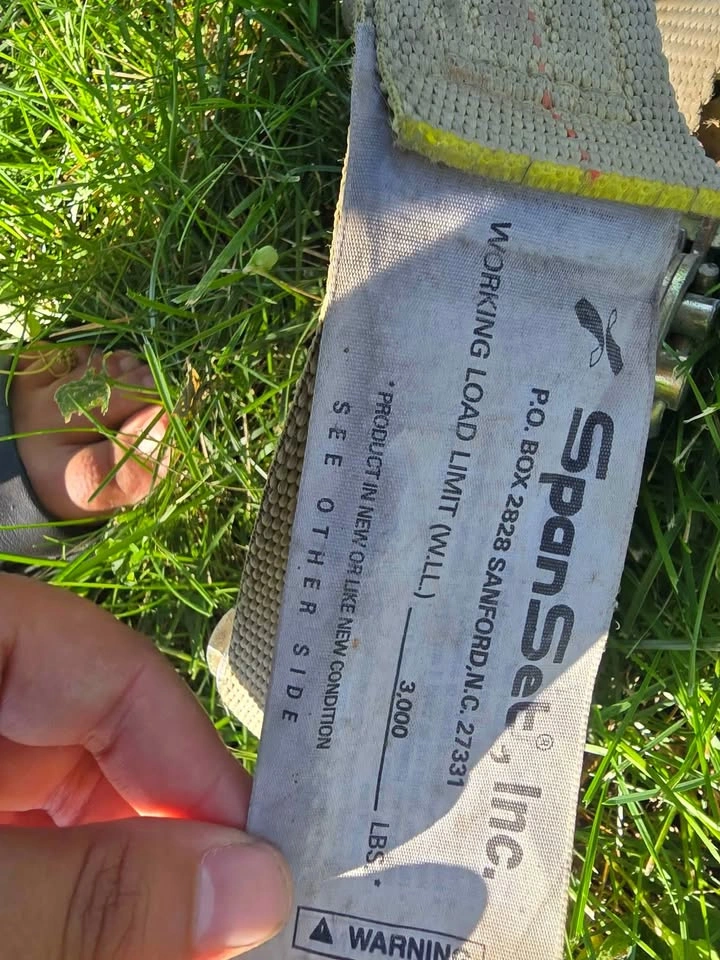 SpanSet®, Inc.
P.O. BOX 2828 SANFORD, N.C. 27331
WORKING LOAD LIMIT (W.LL.) 3,000 LBS. *
* PRODUCT IN NEW OR LIKE NEW CONDITION
SEE OTHER SIDE
WARNING